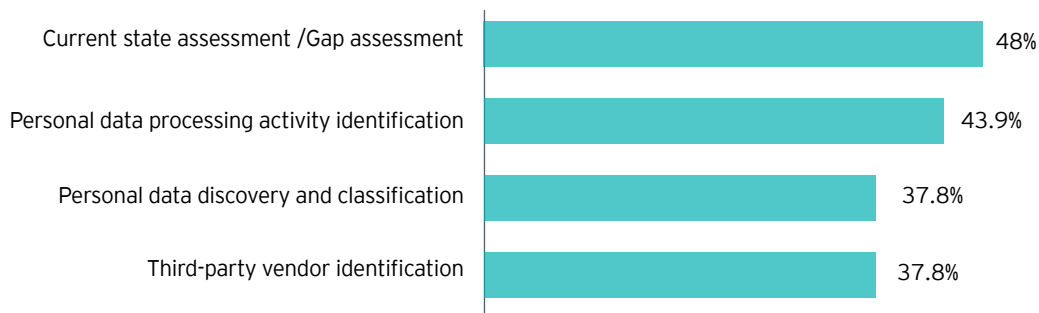 Current state assessment /Gap assessment 48%
Personal data processing activity identification 43.9%
Personal data discovery and classification 37.8%
Third-party vendor identification 37.8%